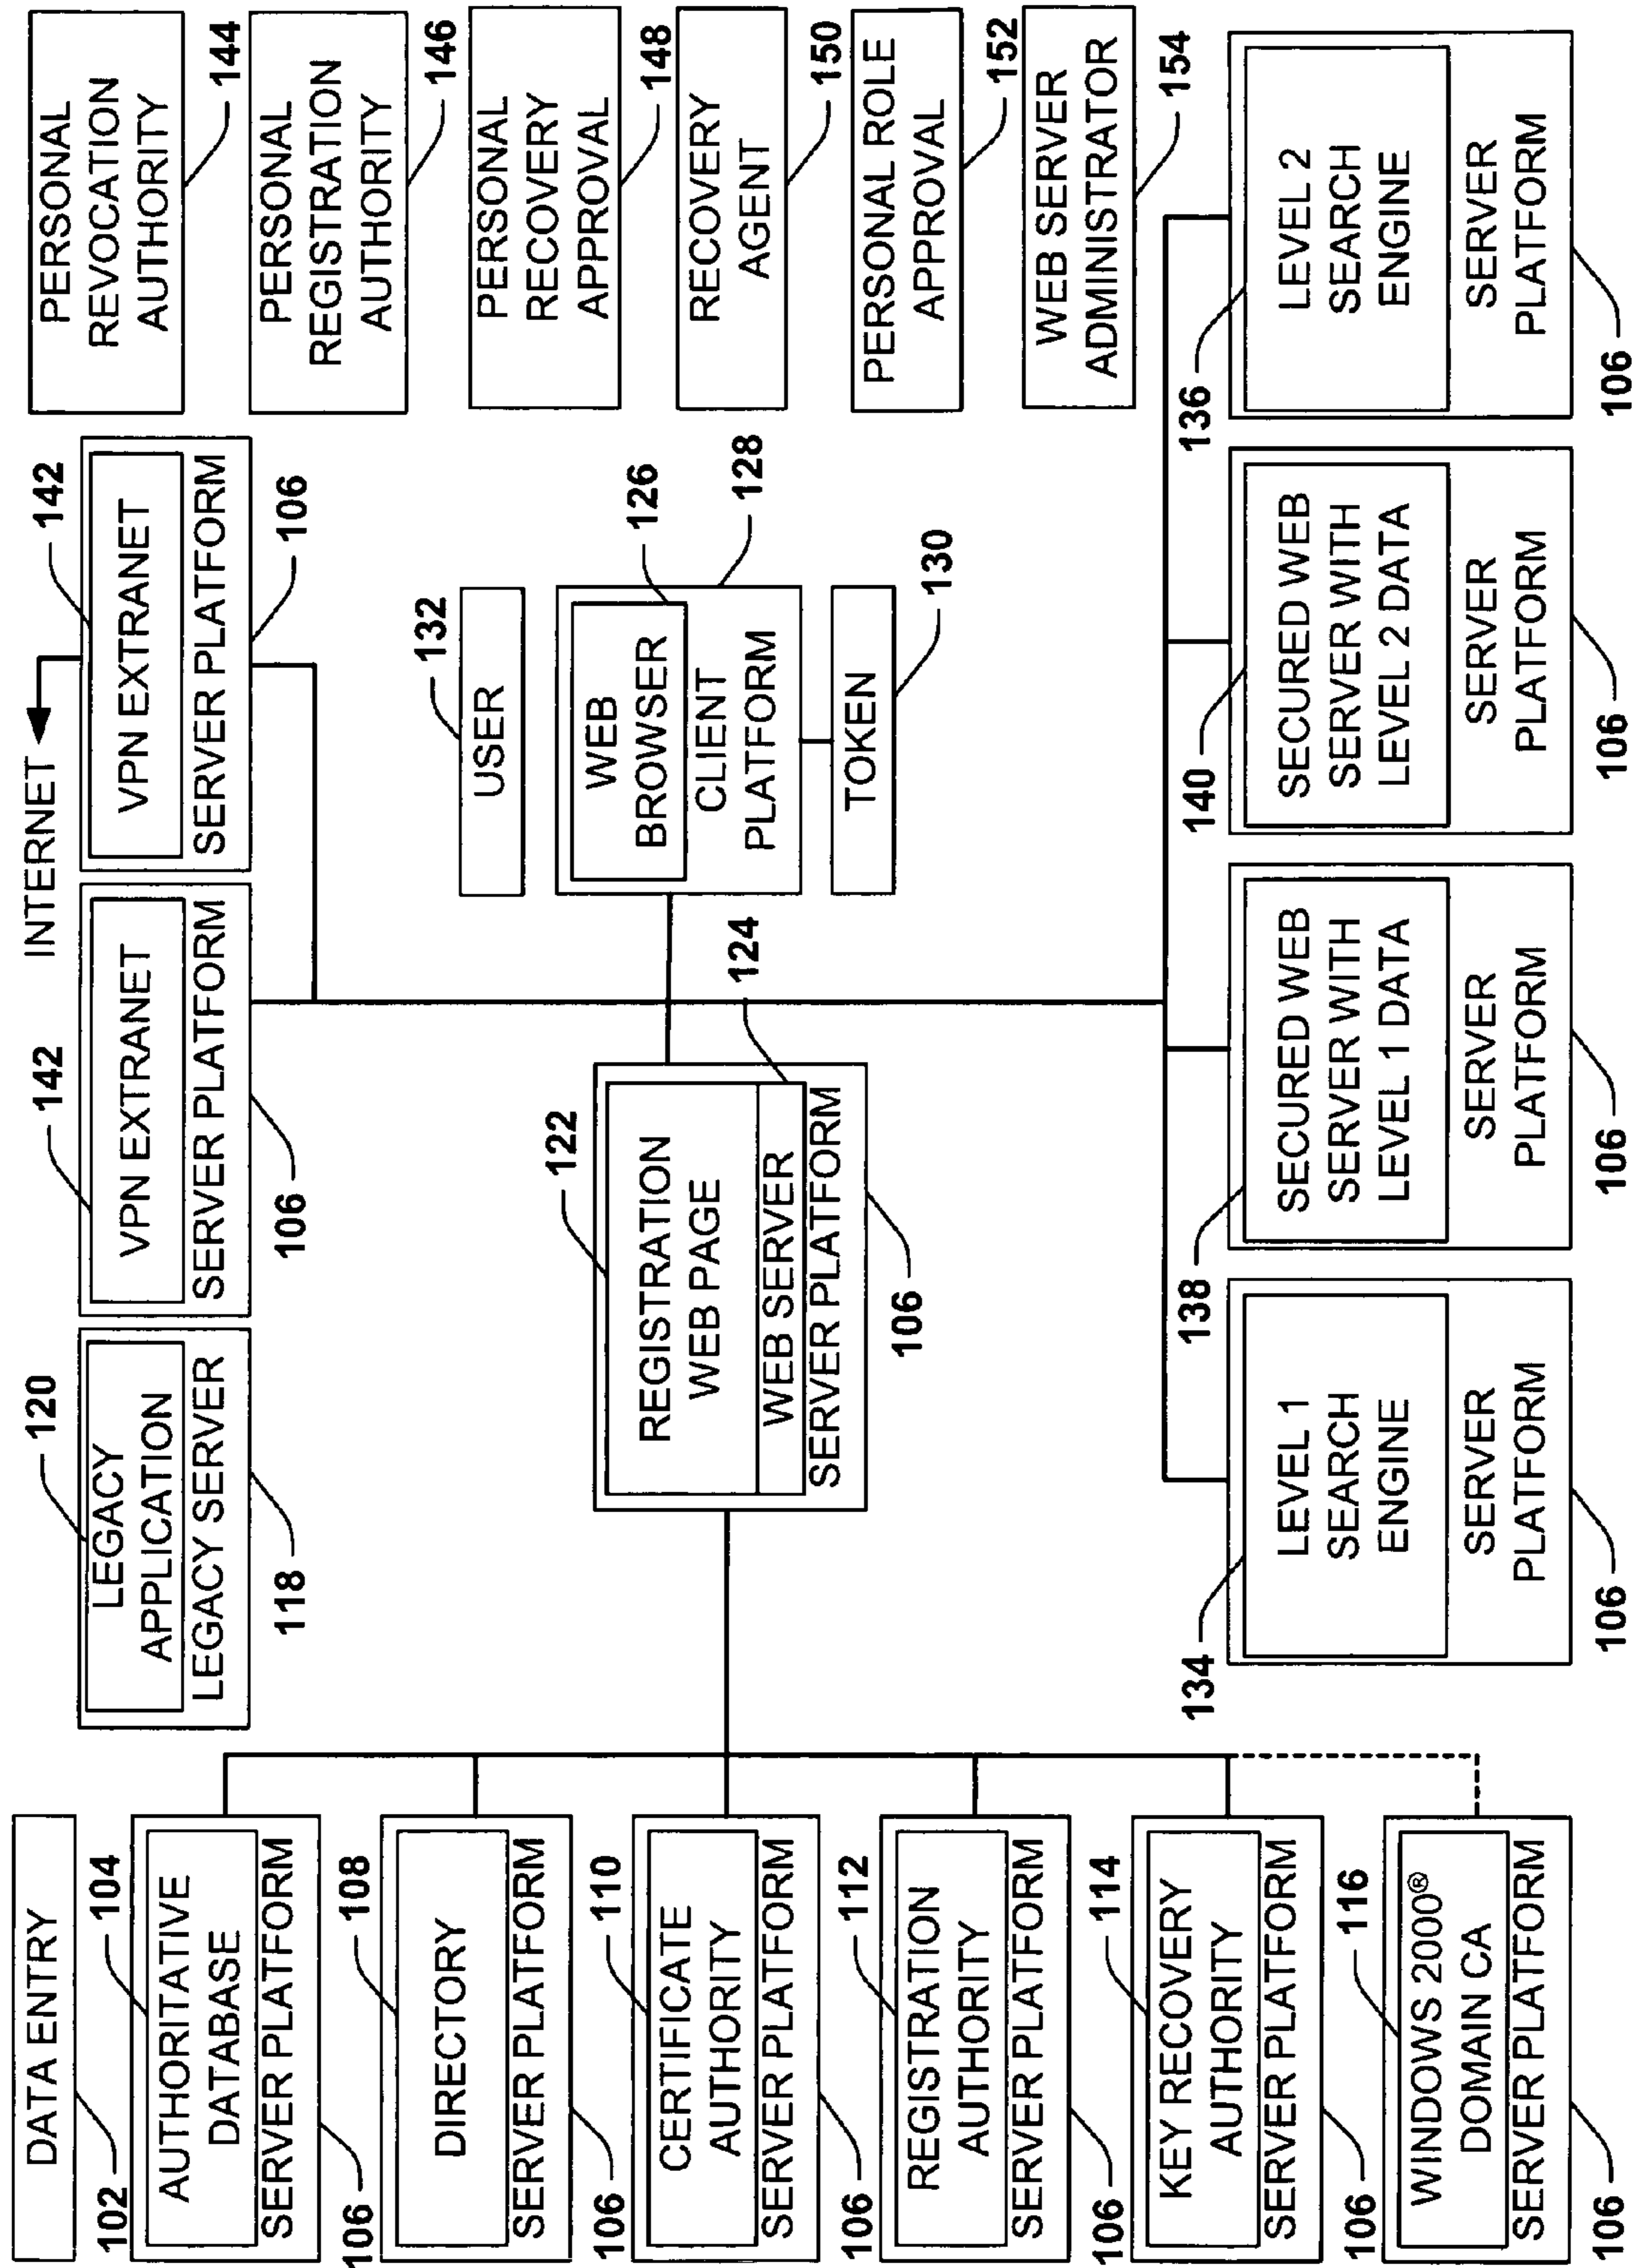 DATA ENTRY
102
104
AUTHORITATIVE
DATABASE
SERVER PLATFORM
106
108
DIRECTORY
SERVER PLATFORM
106
110
CERTIFICATE
AUTHORITY
SERVER PLATFORM
106
112
REGISTRATION
AUTHORITY
SERVER PLATFORM
106
114
KEY RECOVERY
AUTHORITY
SERVER PLATFORM
106
116
WINDOWS 2000®
DOMAIN CA
SERVER PLATFORM
106
120
LEGACY
APPLICATION
LEGACY SERVER
118
INTERNET
142
VPN EXTRANET
SERVER PLATFORM
106
142
VPN EXTRANET
SERVER PLATFORM
106
122
REGISTRATION
WEB PAGE
124
WEB SERVER
SERVER PLATFORM
106
132
USER
126
WEB
BROWSER
128
CLIENT
PLATFORM
130
TOKEN
134
LEVEL 1
SEARCH
ENGINE
SERVER
PLATFORM
106
138
SECURED WEB
SERVER WITH
LEVEL 1 DATA
SERVER
PLATFORM
106
140
SECURED WEB
SERVER WITH
LEVEL 2 DATA
SERVER
PLATFORM
106
136
LEVEL 2
SEARCH
ENGINE
SERVER
PLATFORM
106
PERSONAL
REVOCATION
AUTHORITY
144
PERSONAL
REGISTRATION
AUTHORITY
146
PERSONAL
RECOVERY
APPROVAL
148
RECOVERY
AGENT
150
PERSONAL ROLE
APPROVAL
152
WEB SERVER
ADMINISTRATOR
154